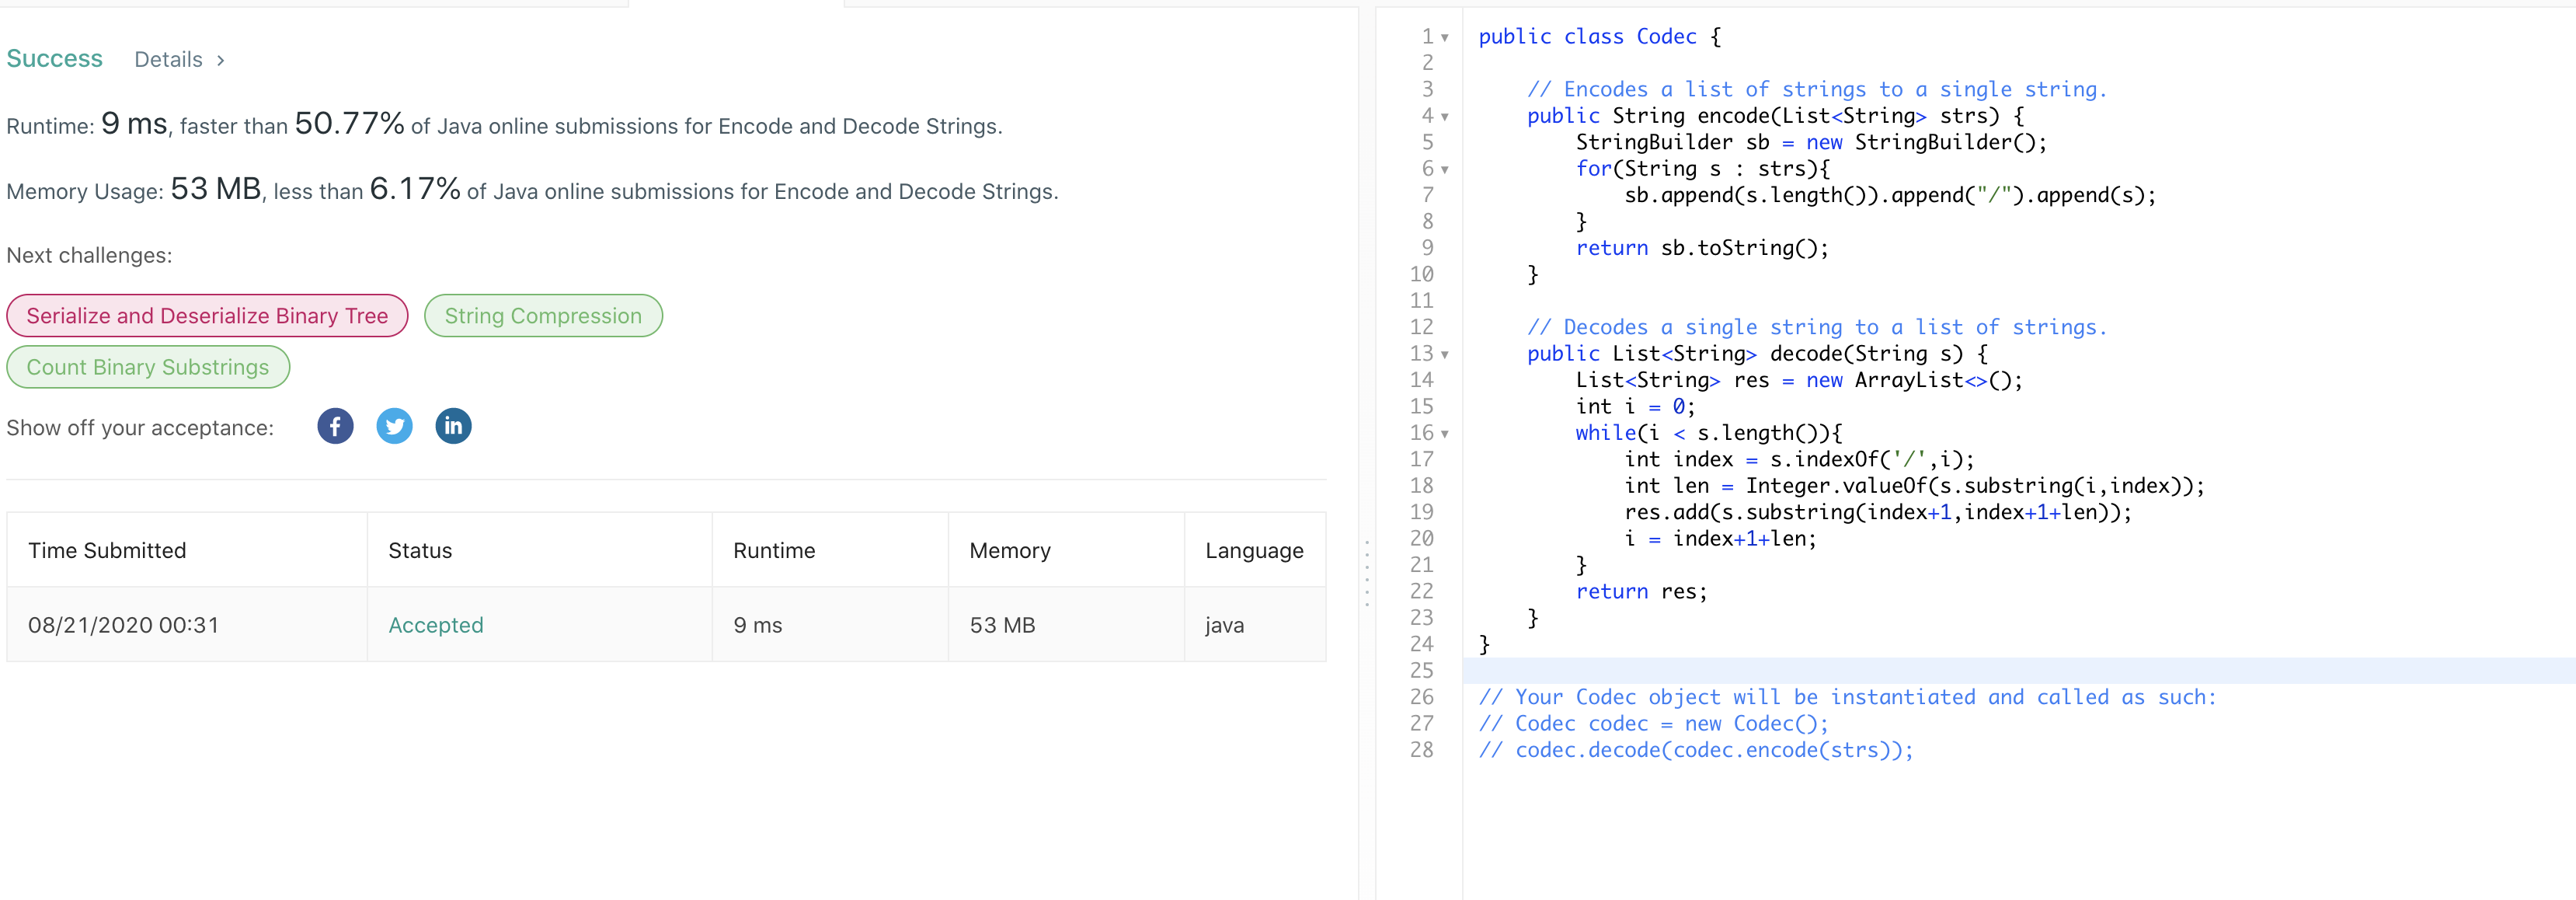 Success Details >
Runtime: 9 ms, faster than 50.77% of Java online submissions for Encode and Decode Strings.
Memory Usage: 53 MB, less than 6.17% of Java online submissions for Encode and Decode Strings.
Next challenges:
Serialize and Deserialize Binary Tree String Compression
Count Binary Substrings
Show off your acceptance: f in
Time Submitted Status Runtime Memory Language
08/21/2020 00:31 Accepted 9 ms 53 MB java
1 public class Codec {
2
3     // Encodes a list of strings to a single string.
4     public String encode(List<String> strs) {
5         StringBuilder sb = new StringBuilder();
6         for(String s : strs){
7             sb.append(s.length()).append("/").append(s);
8         }
9         return sb.toString();
10     }
11
12     // Decodes a single string to a list of strings.
13     public List<String> decode(String s) {
14         List<String> res = new ArrayList<>();
15         int i = 0;
16         while(i < s.length()){
17             int index = s.indexOf('/',i);
18             int len = Integer.valueOf(s.substring(i,index));
19             res.add(s.substring(index+1,index+1+len));
20             i = index+1+len;
21         }
22         return res;
23     }
24 }
25
26 // Your Codec object will be instantiated and called as such:
27 // Codec codec = new Codec();
28 // codec.decode(codec.encode(strs));